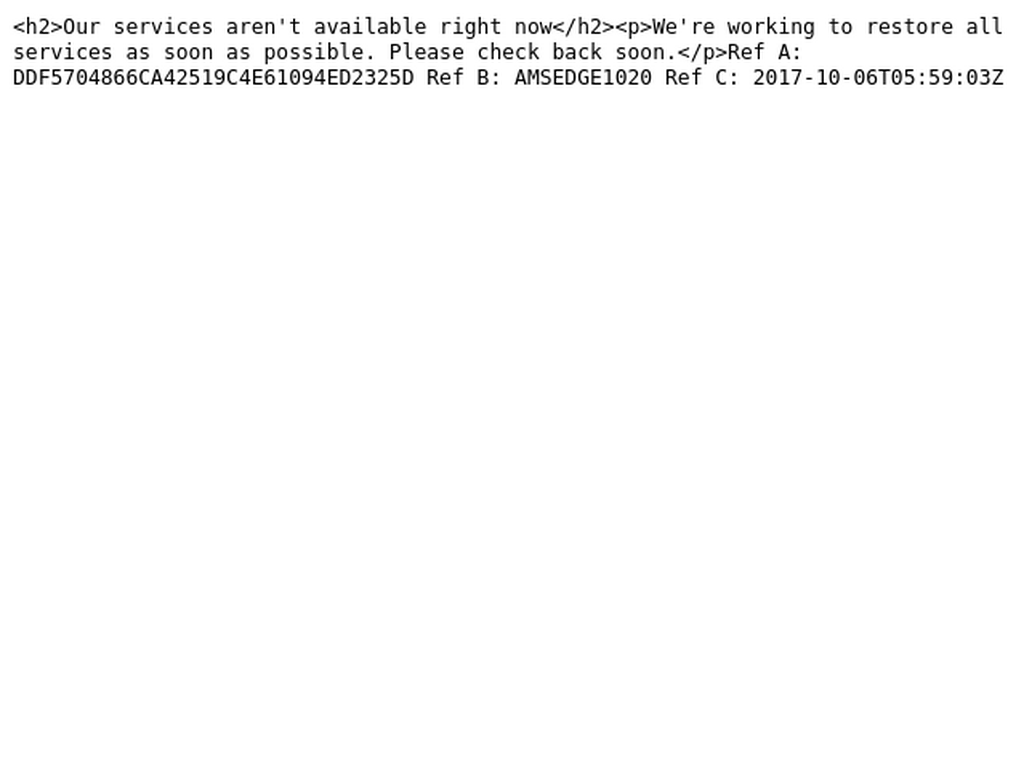 <h2>Our services aren't available right now</h2><p>We're working to restore all
services as soon as possible. Please check back soon.</p>Ref A:
DDF5704866CA42519C4E61094ED2325D Ref B: AMSEDGE1020 Ref C: 2017-10-06T05:59:03Z